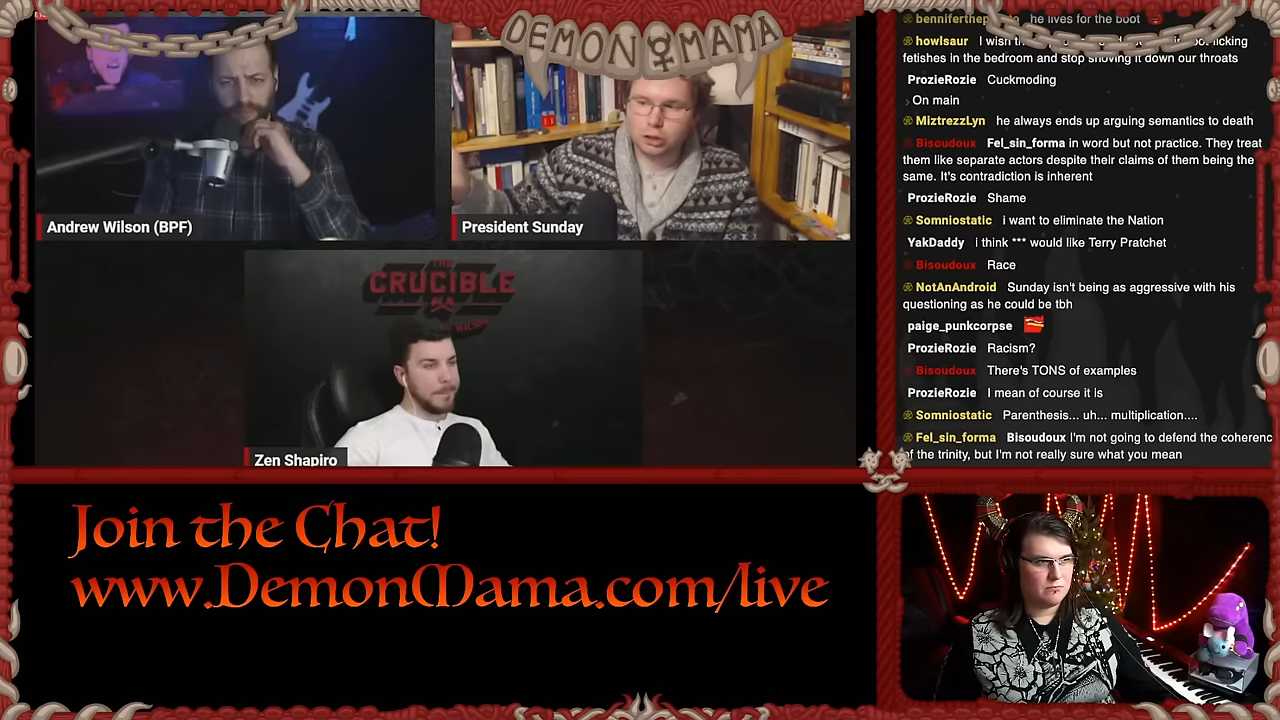 DEMON MAMA
Andrew Wilson (BPF)
President Sunday
THE
CRUCIBLE
WILSON
Zen Shapiro
Join the Chat!
www.DemonMama.com/live
he lives for the boot
howlsaur I wish
licking
fetishes in the bedroom and stop shoving it down our throats
ProzieRozie Cuckmoding
› On main
MiztrezzLyn he always ends up arguing semantics to death
Bisoudoux Fel_sin_forma in word but not practice. They treat
them like separate actors despite their claims of them being the
same. It's contradiction is inherent
ProzieRozie Shame
Somniostatic i want to eliminate the Nation
YakDaddy i think *** would like Terry Pratchet
Bisoudoux Race
NotAnAndroid Sunday isn't being as aggressive with his
questioning as he could be tbh
paige_punkcorpse
ProzieRozie Racism?
Bisoudoux There's TONS of examples
ProzieRozie I mean of course it is
Somniostatic Parenthesis... uh... multiplication....
Fel_sin_forma Bisoudoux I'm not going to defend the coherenc
of the trinity, but I'm not really sure what you mean